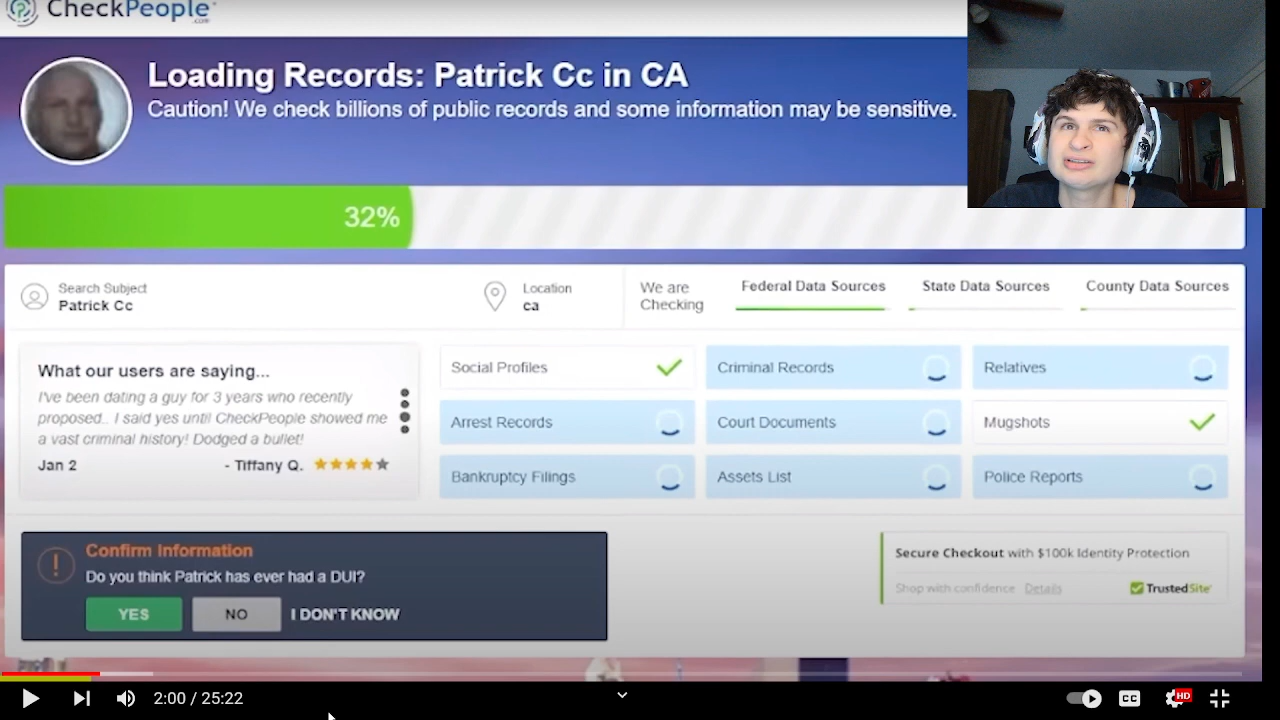 CheckPeople
.com
Loading Records: Patrick Cc in CA
Caution! We check billions of public records and some information may be sensitive.
32%
Search Subject
Patrick Cc
Location
ca
We are
Checking
Federal Data Sources
State Data Sources
County Data Sources
What our users are saying...
I've been dating a guy for 3 years who recently
proposed.. I said yes until CheckPeople showed me
a vast criminal history! Dodged a bullet!
Jan 2
- Tiffany Q.
Social Profiles
Criminal Records
Relatives
Arrest Records
Court Documents
Mugshots
Bankruptcy Filings
Assets List
Police Reports
!
Confirm Information
Do you think Patrick has ever had a DUI?
YES
NO
I DON'T KNOW
Secure Checkout with $100k Identity Protection
Shop with confidence Details
TrustedSite
2:00 / 25:22
CC
HD